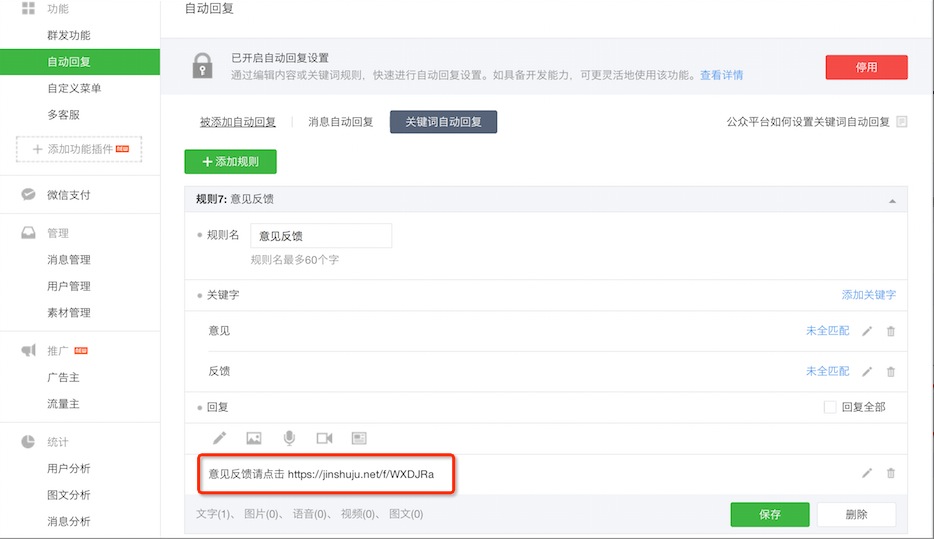 功能
群发功能
自动回复
自定义菜单
多客服
添加功能插件
微信支付
管理
消息管理
用户管理
素材管理
推广
广告主
流量主
统计
用户分析
图文分析
消息分析
自动回复
已开启自动回复设置
通过编辑内容或关键词规则，快速进行自动回复设置。如具备开发能力，可更灵活地使用该功能。查看详情
停用
被添加自动回复 消息自动回复 关键词自动回复 公众平台如何设置关键词自动回复
添加规则
规则7: 意见反馈
规则名 意见反馈
规则名最多60个字
关键字 添加关键字
意见 未全匹配
反馈 未全匹配
回复 回复全部
意见反馈请点击 https://jinshuju.net/f/WXDJRa
文字(1)、 图片(0)、 语音(0)、 视频(0)、 图文(0)
保存 删除